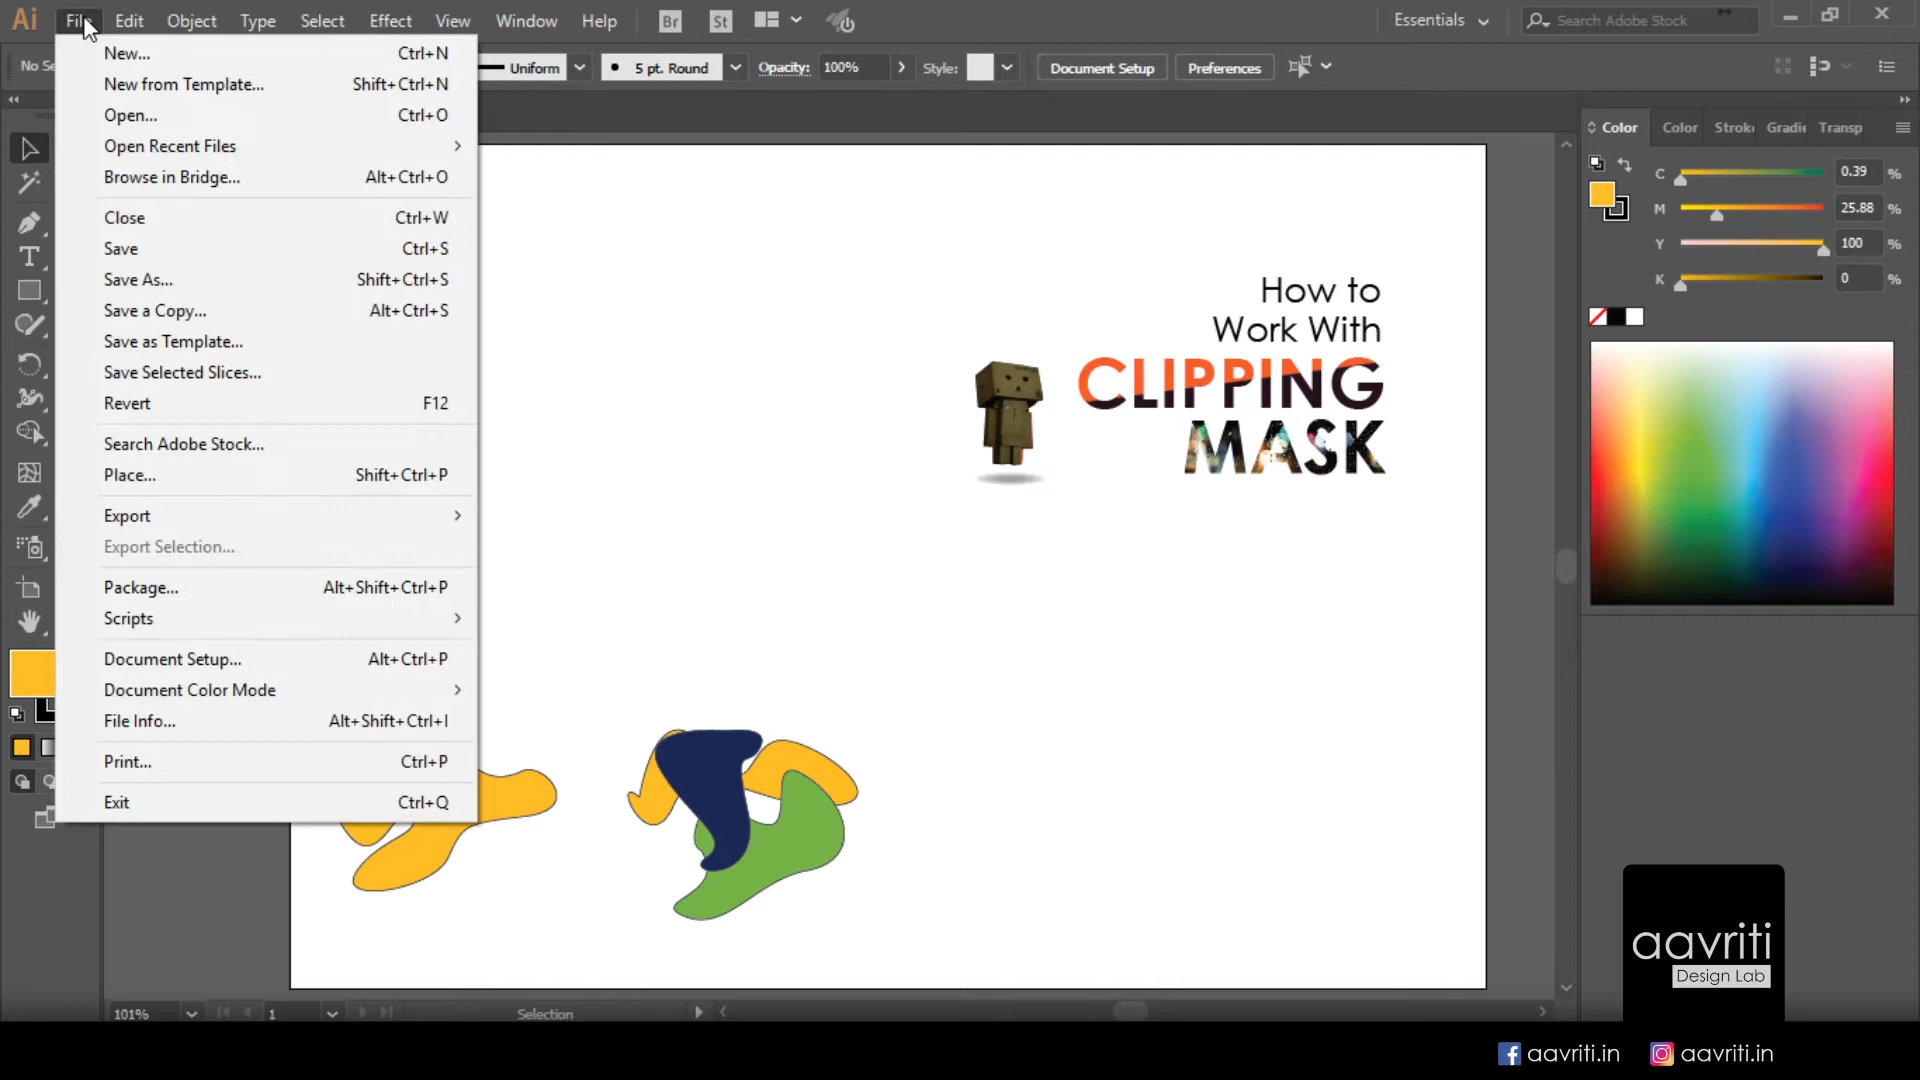 Ai File Edit Object Type Select Effect View Window Help Br St Essentials Search Adobe Stock
Uniform 5 pt. Round Opacity: 100% Style: Document Setup Preferences
New... Ctrl+N
New from Template... Shift+Ctrl+N
Open... Ctrl+O
Open Recent Files
Browse in Bridge... Alt+Ctrl+O
Close Ctrl+W
Save Ctrl+S
Save As... Shift+Ctrl+S
Save a Copy... Alt+Ctrl+S
Save as Template...
Save Selected Slices...
Revert F12
Search Adobe Stock...
Place... Shift+Ctrl+P
Export
Export Selection...
Package... Alt+Shift+Ctrl+P
Scripts
Document Setup... Alt+Ctrl+P
Document Color Mode
File Info... Alt+Shift+Ctrl+I
Print... Ctrl+P
Exit Ctrl+Q
How to
Work With
CLIPPING
MASK
Color Color Stroke Gradie Transp
C 0.39 %
M 25.88 %
Y 100 %
K 0 %
101% 1 Selection
aavriti
Design Lab
aavriti.in aavriti.in